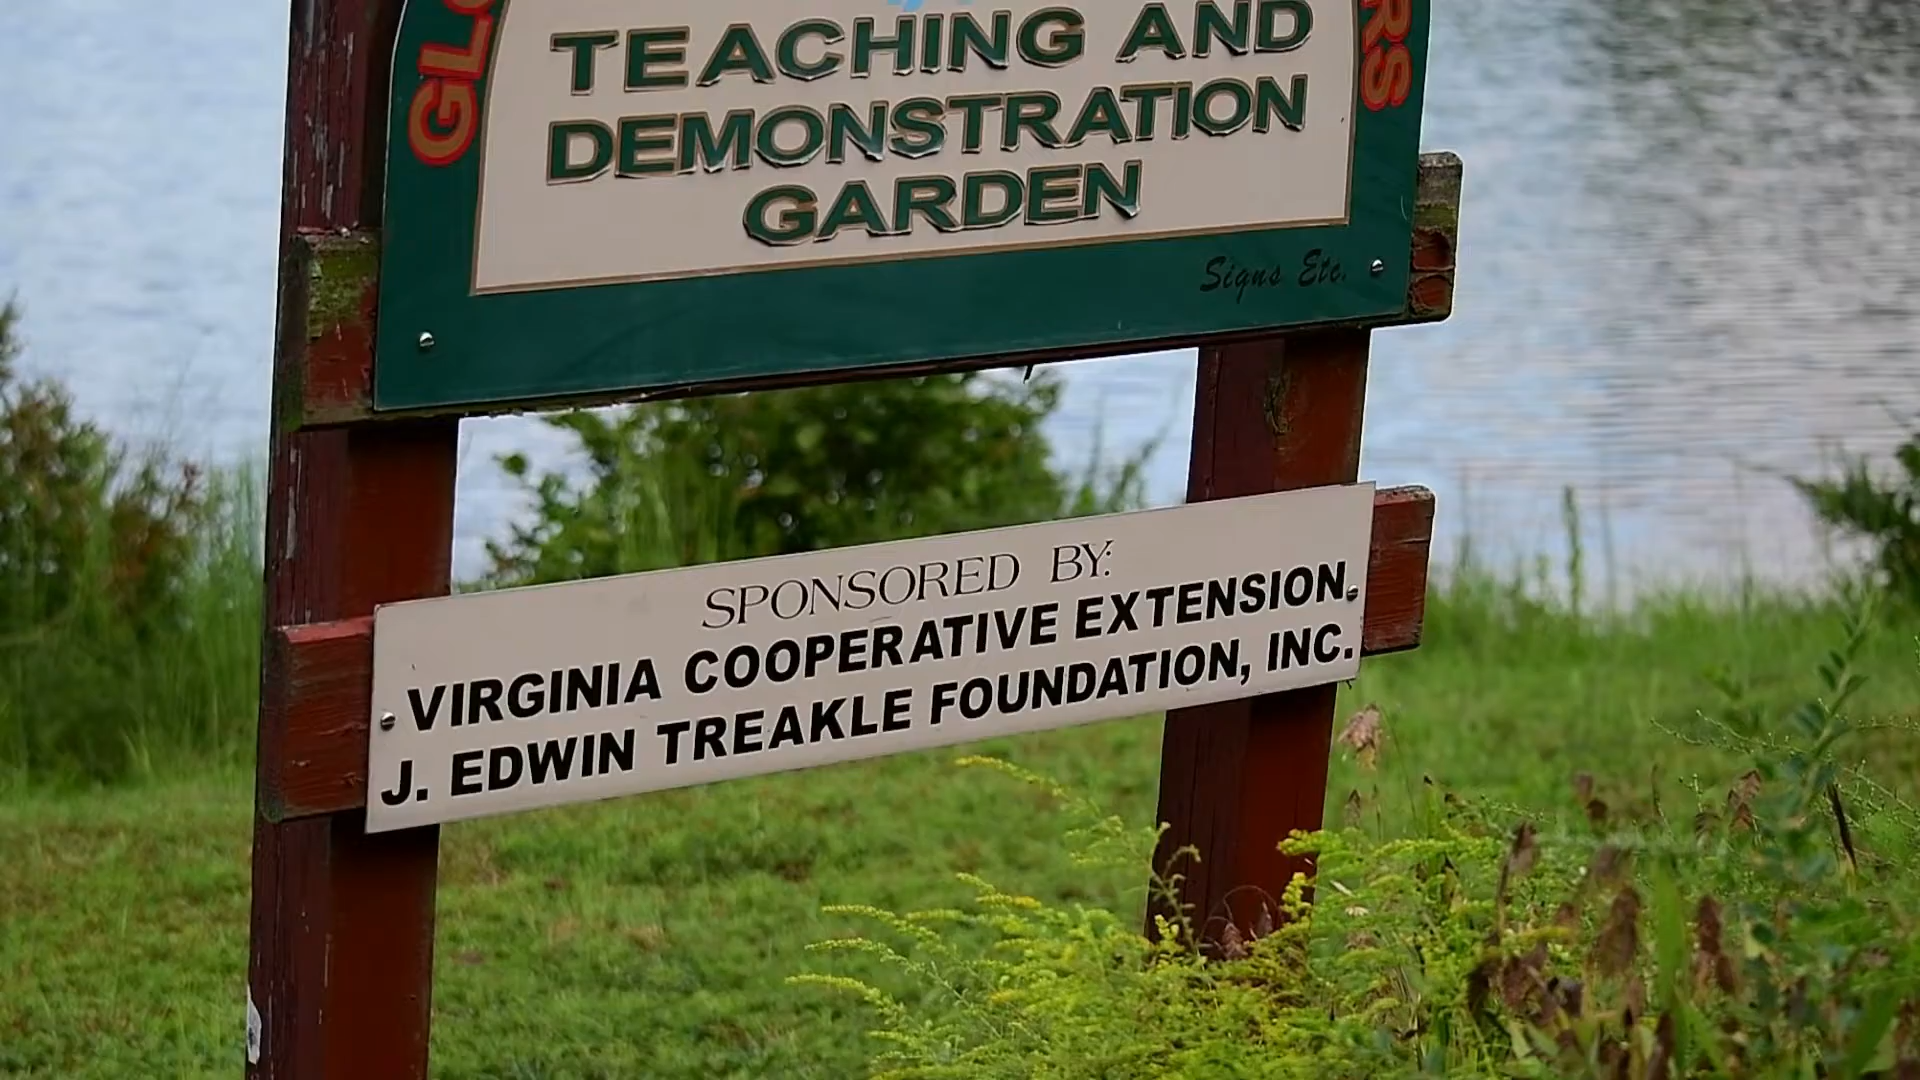 GLO
RS
TEACHING AND
DEMONSTRATION
GARDEN
Signs Etc.
SPONSORED BY:
VIRGINIA COOPERATIVE EXTENSION
J. EDWIN TREAKLE FOUNDATION, INC.